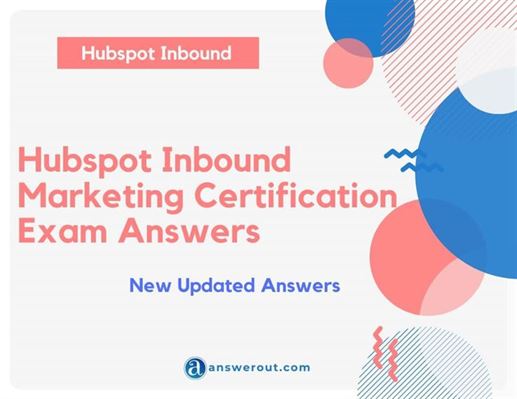 Hubspot Inbound
Hubspot Inbound
Marketing Certification
Exam Answers
New Updated Answers
a answerout.com